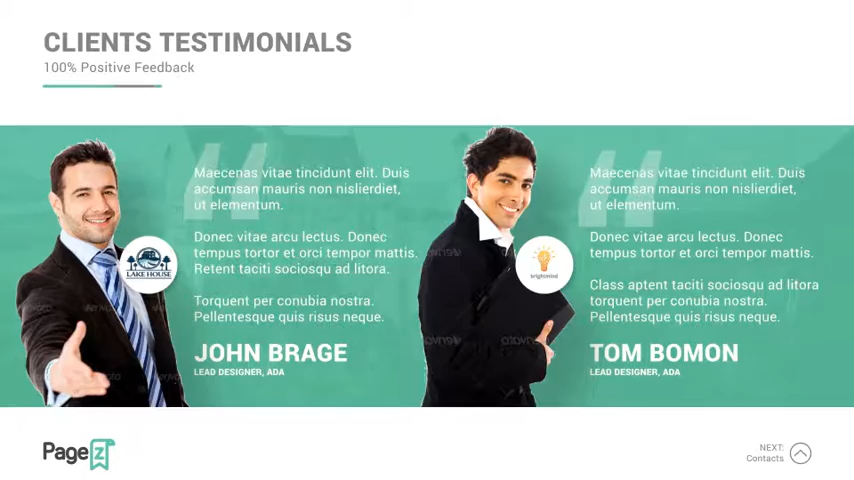 CLIENTS TESTIMONIALS
100% Positive Feedback
Maecenas vitae tincidunt elit. Duis
accumsan mauris non nislierdiet,
ut elementum.
Donec vitae arcu lectus. Donec
tempus tortor et orci tempor mattis.
Retent taciti sociosqu ad litora.
Torquent per conubia nostra.
Pellentesque quis risus neque.
JOHN BRAGE
LEAD DESIGNER, ADA
LAKE HOUSE
Maecenas vitae tincidunt elit. Duis
accumsan mauris non nislierdiet,
ut elementum.
Donec vitae arcu lectus. Donec
tempus tortor et orci tempor mattis.
Class aptent taciti sociosqu ad litora
torquent per conubia nostra.
Pellentesque quis risus neque.
TOM BOMON
LEAD DESIGNER, ADA
brightmind
Page Z
NEXT:
Contacts